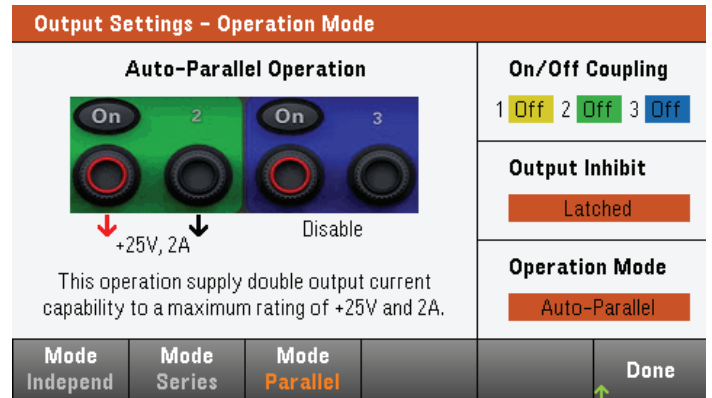 Output Settings - Operation Mode
Auto-Parallel Operation
On 2 On 3
+25V, 2A
Disable
This operation supply double output current
capability to a maximum rating of +25V and 2A.
On/Off Coupling
1 Off 2 Off 3 Off
Output Inhibit
Latched
Operation Mode
Auto-Parallel
Mode
Independ
Mode
Series
Mode
Parallel
Done